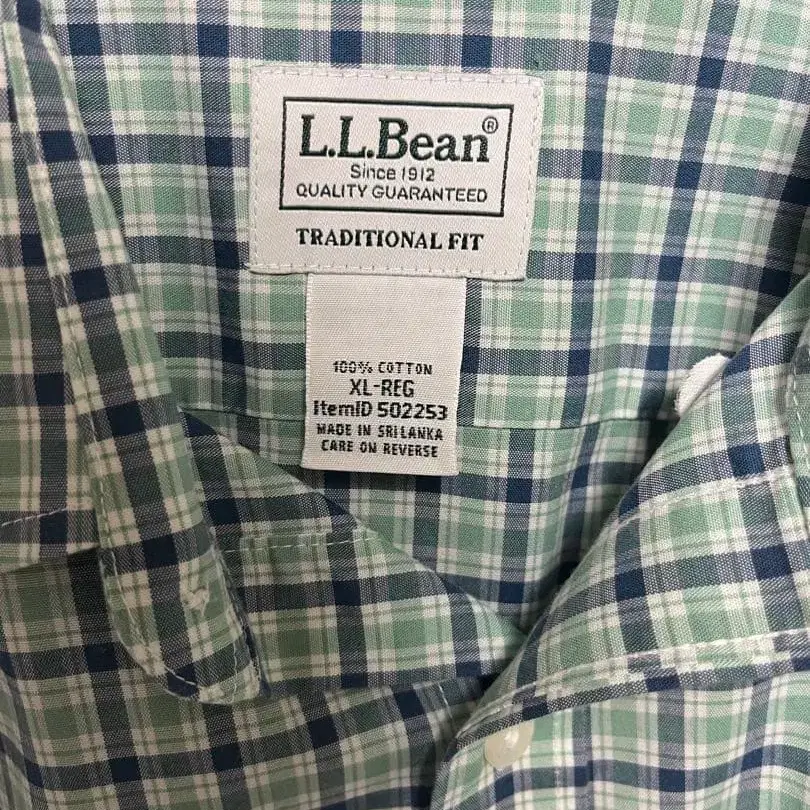 L.L.Bean®
Since 1912
QUALITY GUARANTEED
TRADITIONAL FIT
100% COTTON
XL-REG
ItemID 502253
MADE IN SRI LANKA
CARE ON REVERSE